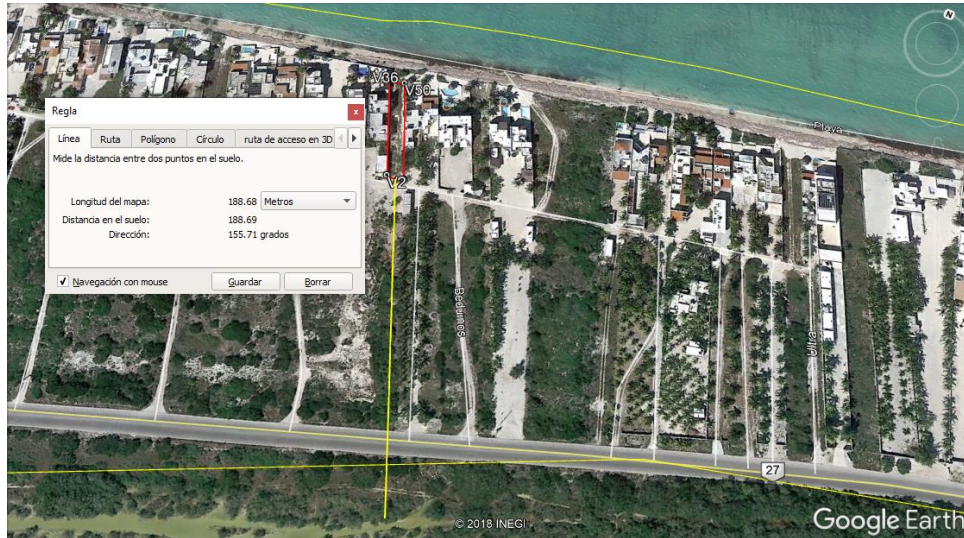 N
V36
V50
Regla
x
Línea
Ruta
Polígono
Círculo
ruta de acceso en 3D
Mide la distancia entre dos puntos en el suelo.
Longitud del mapa: 188.68 Metros
Distancia en el suelo: 188.69
Dirección: 155.71 grados
Navegación con mouse
Guardar
Borrar
V2
Playa
Beduinos
Ultra
27
© 2018 INEGI
Google Earth